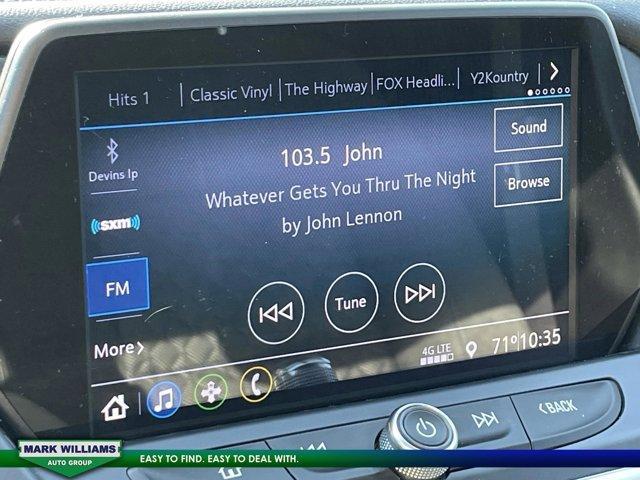 Hits 1 Classic Vinyl The Highway FOX Headli... Y2Kountry
Devins Ip
sxm
FM
More
103.5 John
Whatever Gets You Thru The Night
by John Lennon
Sound
Browse
Tune
4G LTE
71° 10:35
BACK
MARK WILLIAMS
AUTO GROUP
EASY TO FIND. EASY TO DEAL WITH.